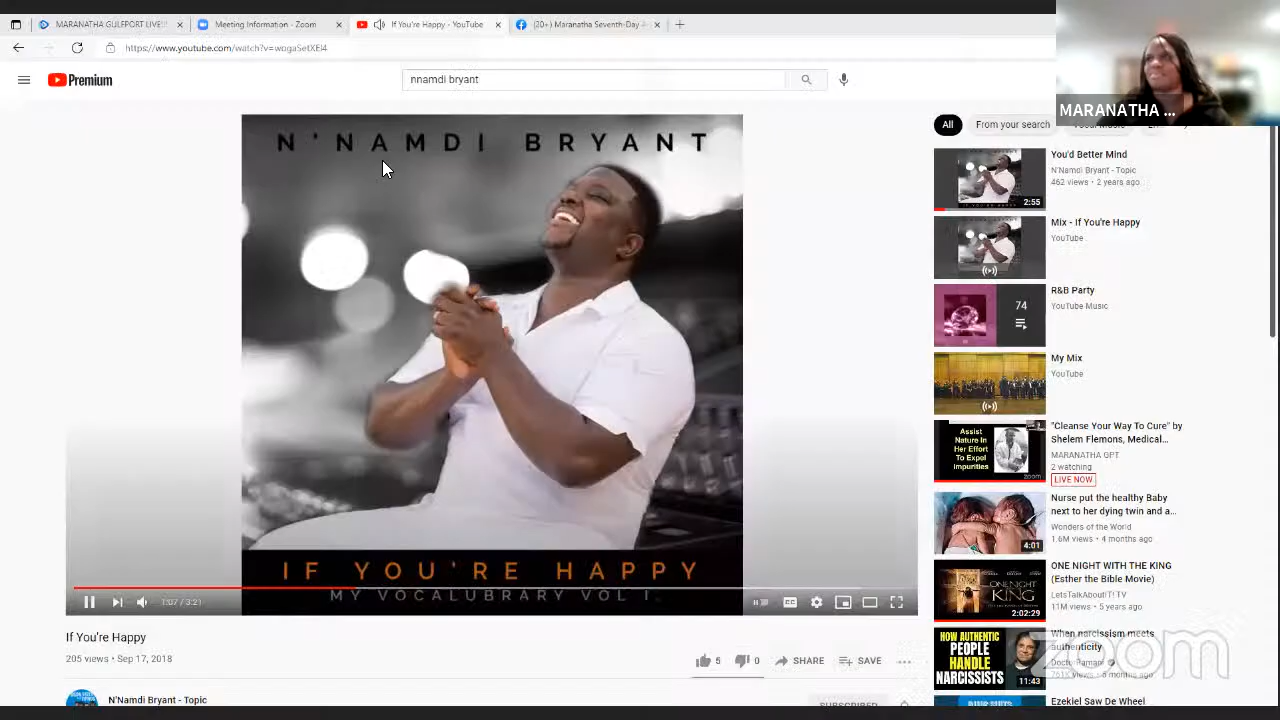 MARANATHA GULFPORT LIVE!!!
Meeting Information - Zoom
If You're Happy - YouTube
(20+) Maranatha Seventh-Day
https://www.youtube.com/watch?v=wogaSetXEl4
Premium
nnamdi bryant
MARANATHA ...
All
From your search
N'NAMDI BRYANT
IF YOU'RE HAPPY
MY VOCALUBRARY VOL I.
1:07 / 3:21
If You're Happy
205 views • Sep 17, 2018
5
0
SHARE
SAVE
N'Namdi Bryant - Topic
SUBSCRIBED
You'd Better Mind
N'Namdi Bryant - Topic
462 views • 2 years ago
2:55
Mix - If You're Happy
YouTube
R&B Party
YouTube Music
74
My Mix
YouTube
Assist
Nature In
Her Effort
To Expel
Impurities
zoom
"Cleanse Your Way To Cure" by
Shelem Flemons, Medical...
MARANATHA GPT
2 watching
LIVE NOW
Nurse put the healthy Baby
next to her dying twin and a...
Wonders of the World
1.6M views • 4 months ago
4:01
ONE NIGHT WITH THE KING
(Esther the Bible Movie)
LetsTalkAboutIT! TV
11M views • 5 years ago
ONE NIGHT
KING
2:02:29
HOW AUTHENTIC
PEOPLE
HANDLE
NARCISSISTS
11:43
When narcissism meets
authenticity
761K views • 5 months ago
zoom
Ezekiel Saw De Wheel